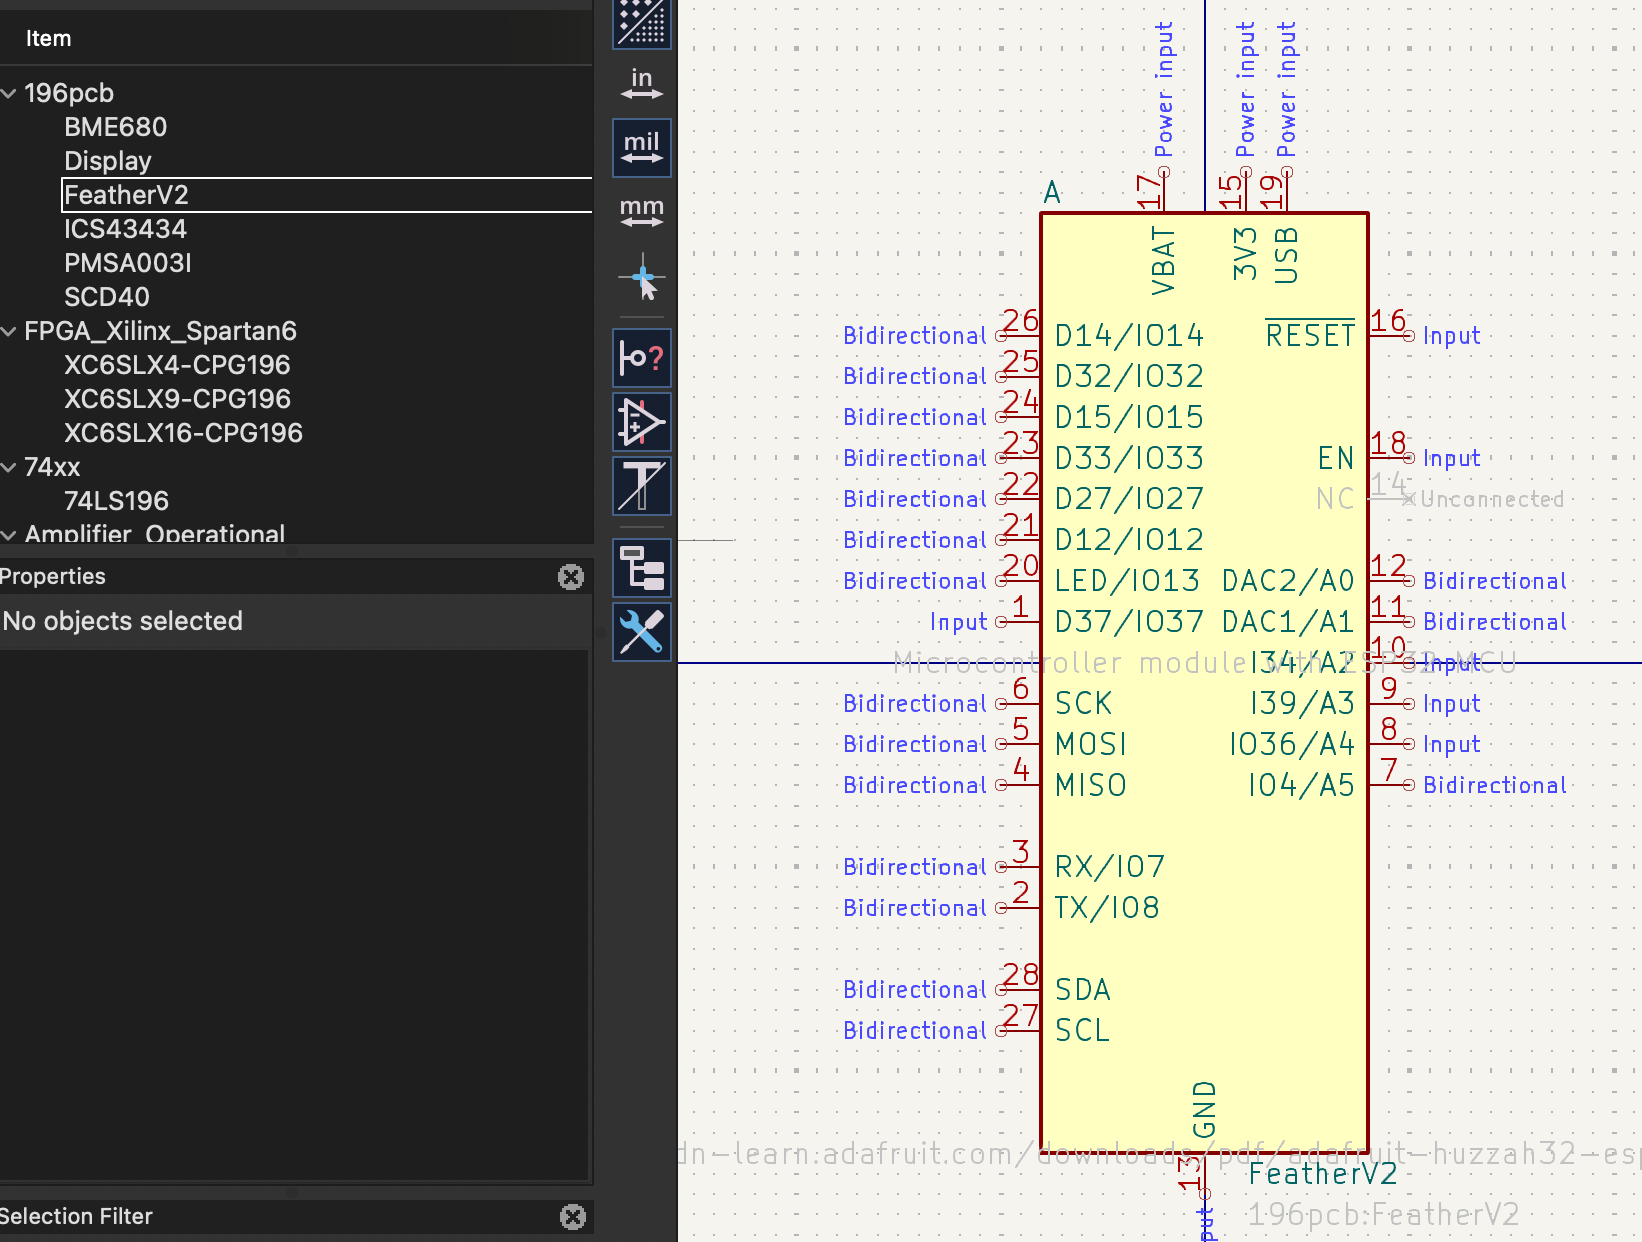 Item
196pcb
BME680
Display
FeatherV2
ICS43434
PMSA003I
SCD40
FPGA_Xilinx_Spartan6
XC6SLX4-CPG196
XC6SLX9-CPG196
XC6SLX16-CPG196
74xx
74LS196
Amplifier_Operational
Properties
No objects selected
Selection Filter
in
mil
mm
Power input
Power input
Power input
A
17
15
19
VBAT
3V3
USB
Bidirectional 26 D14/IO14
RESET 16 Input
Bidirectional 25 D32/IO32
Bidirectional 24 D15/IO15
Bidirectional 23 D33/IO33
EN 18 Input
Bidirectional 22 D27/IO27
NC 14 Unconnected
Bidirectional 21 D12/IO12
Bidirectional 20 LED/IO13
DAC2/A0 12 Bidirectional
Input 1 D37/IO37
DAC1/A1 11 Bidirectional
Microcontroller module with ESP32 MCU
I34/A2 10 Input
Bidirectional 6 SCK
I39/A3 9 Input
Bidirectional 5 MOSI
IO36/A4 8 Input
Bidirectional 4 MISO
IO4/A5 7 Bidirectional
Bidirectional 3 RX/IO7
Bidirectional 2 TX/IO8
Bidirectional 28 SDA
Bidirectional 27 SCL
GND
dn-learn.adafruit.com/downloads/pdf/adafruit-huzzah32-esp
13
FeatherV2
196pcb:FeatherV2
put